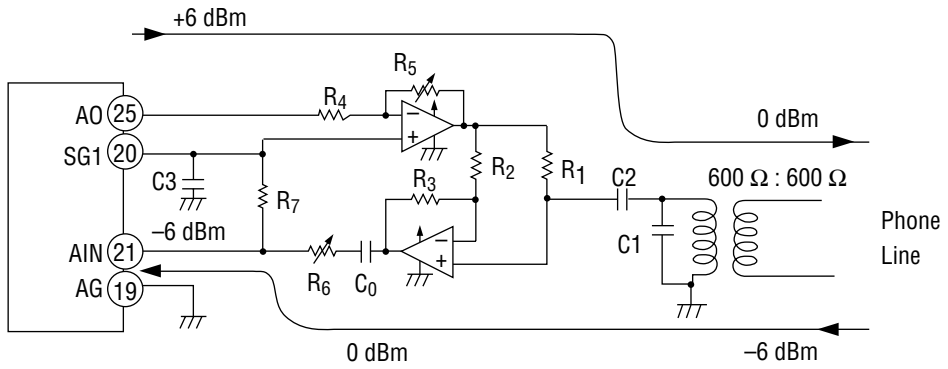 +6 dBm
R5
R4
AO 25
0 dBm
SG1 20
C3
R7
R3
R2
R1
C2
600 Ω : 600 Ω
C1
–6 dBm
AIN 21
R6
C0
AG 19
Phone
Line
0 dBm
–6 dBm
–
+
–
+